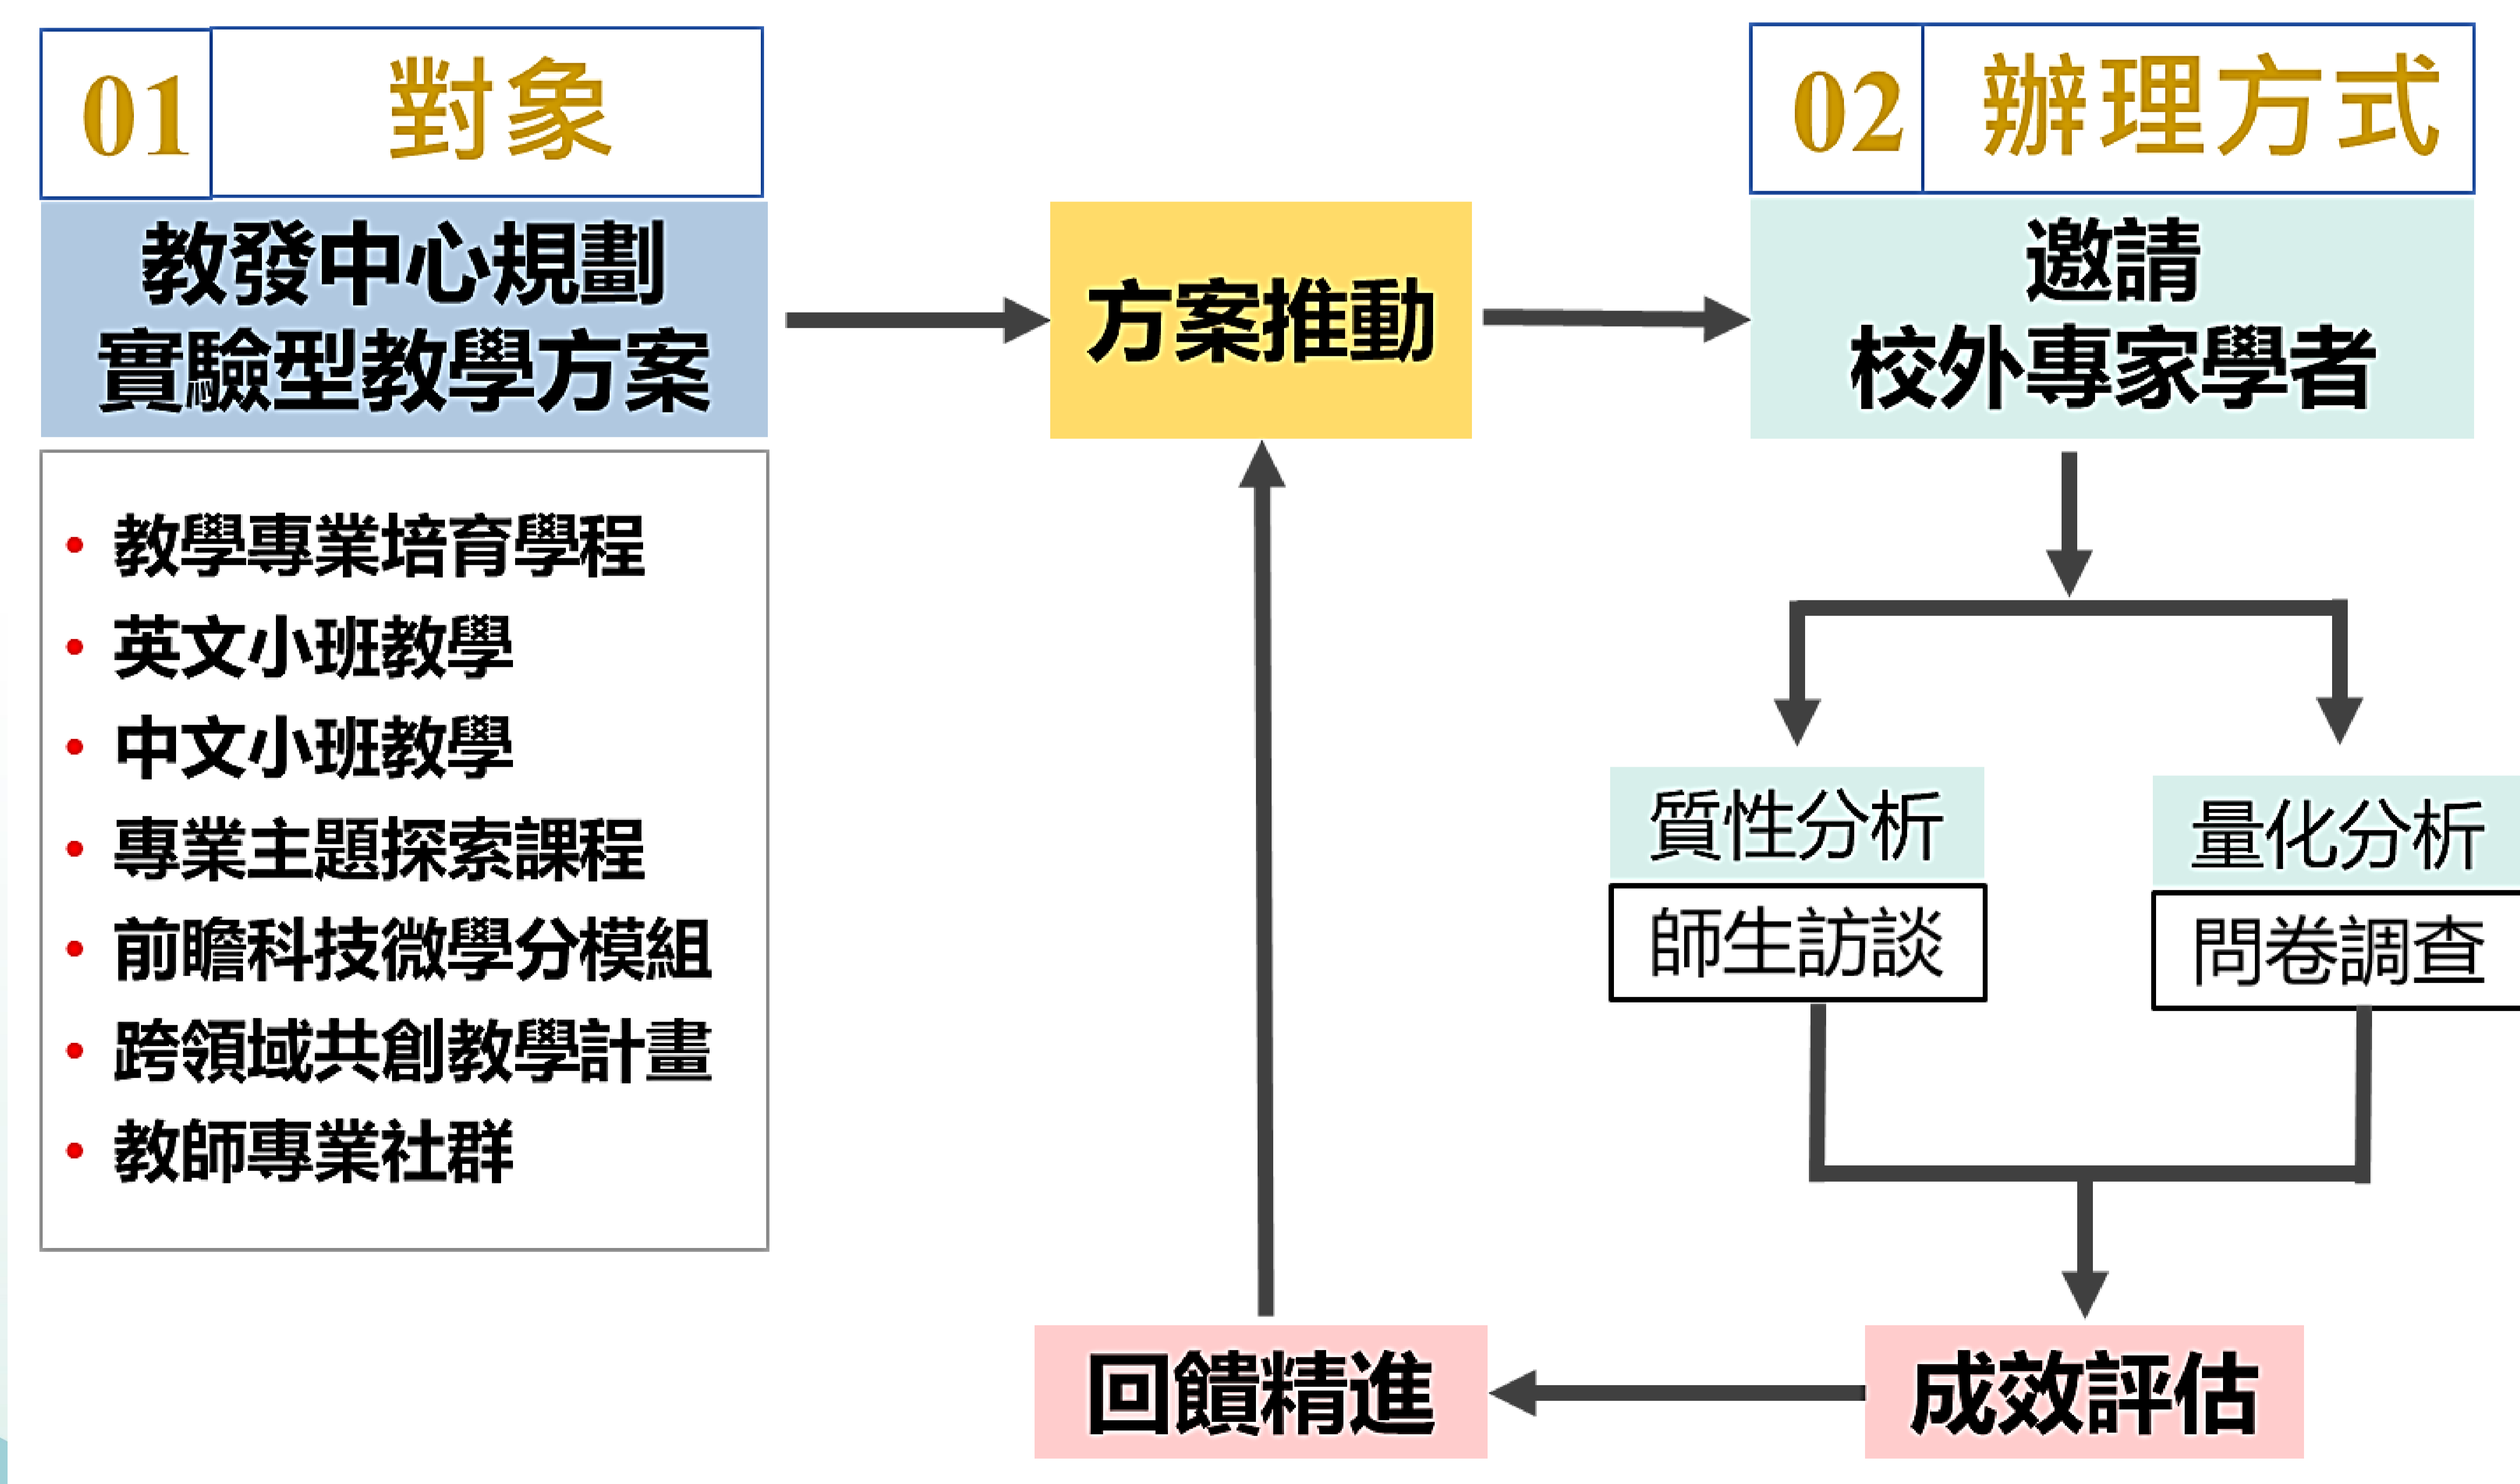 01 對象
教發中心規劃
實驗型教學方案
• 教學專業培育學程
• 英文小班教學
• 中文小班教學
• 專業主題探索課程
• 前瞻科技微學分模組
• 跨領域共創教學計畫
• 教師專業社群
方案推動
02 辦理方式
邀請
校外專家學者
質性分析
師生訪談
量化分析
問卷調查
成效評估
回饋精進